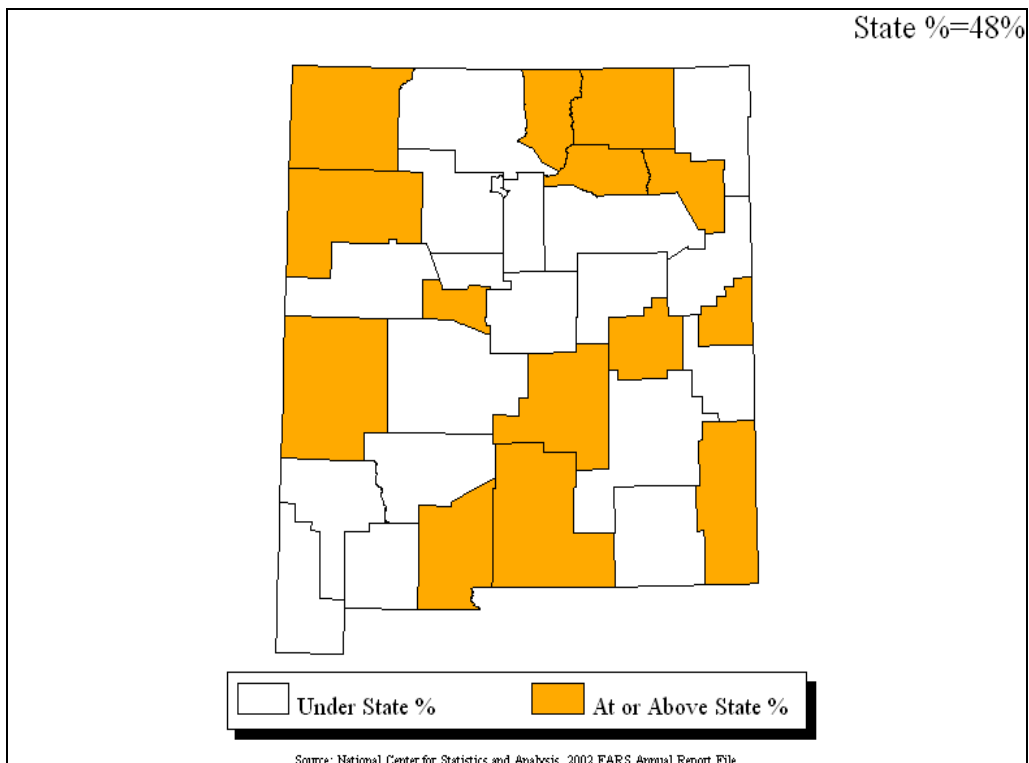 State %=48%
Under State %
At or Above State %
Source: National Center for Statistics and Analysis, 2002 FARS Annual Report File